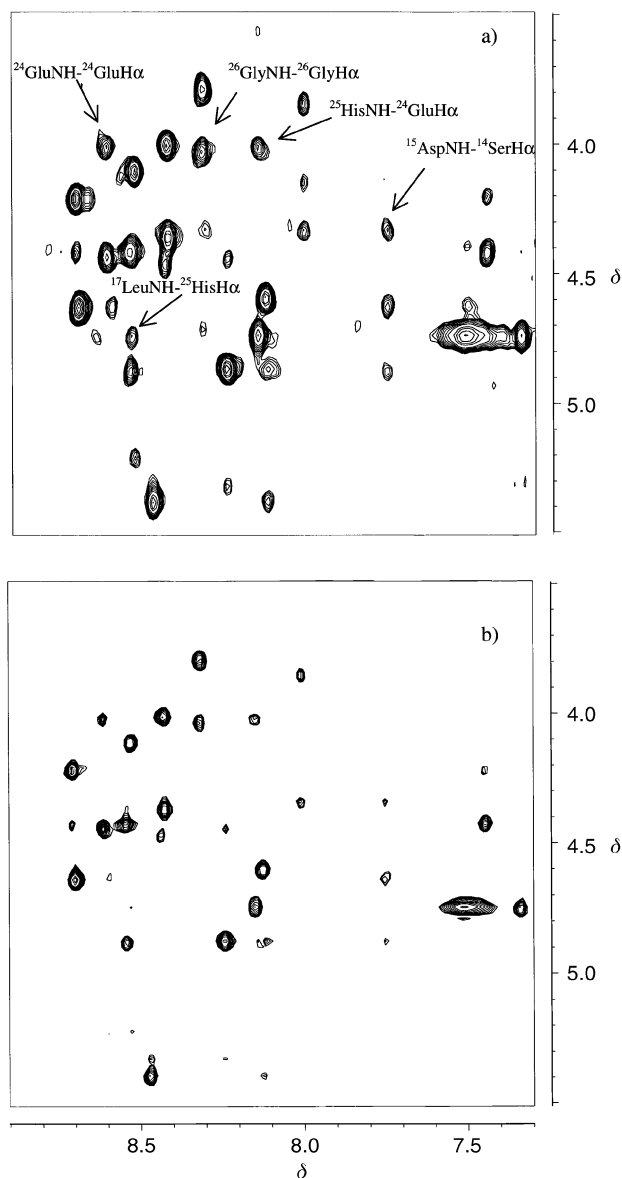 a)
²⁴GluNH-²⁴GluHα
²⁶GlyNH-²⁶GlyHα
²⁵HisNH-²⁴GluHα
¹⁵AspNH-¹⁴SerHα
¹⁷LeuNH-²⁵HisHα
4.0
4.5
δ
5.0
b)
4.0
4.5
δ
5.0
8.5
8.0
7.5
δ